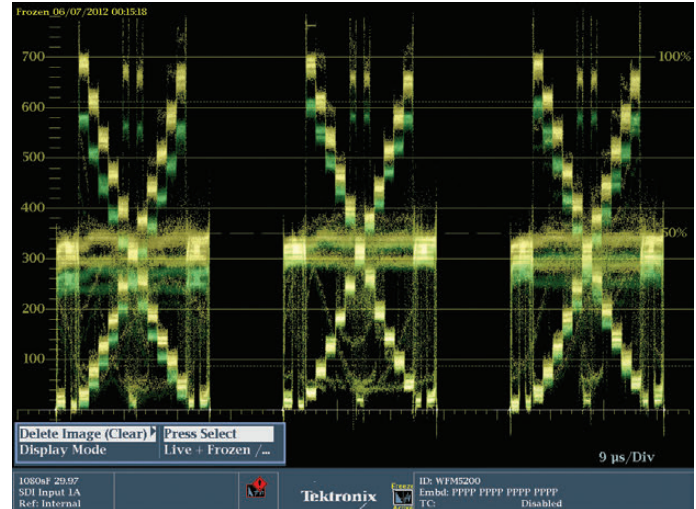 Frozen 06/07/2012 00:15:18
700
100%
600
500
400
50%
300
200
100
Delete Image (Clear) Press Select
Display Mode Live + Frozen /...
9 µs/Div
1080sF 29.97
SDI Input 1A
Ref: Internal
Tektronix
ID: WFM5200
Embd: PPPP PPPP PPPP PPPP
TC: Disabled